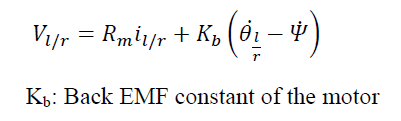 V_{l/r} = R_m i_{l/r} + K_b (θ̇_{l/r} − Ψ̇)
K_b: Back EMF constant of the motor